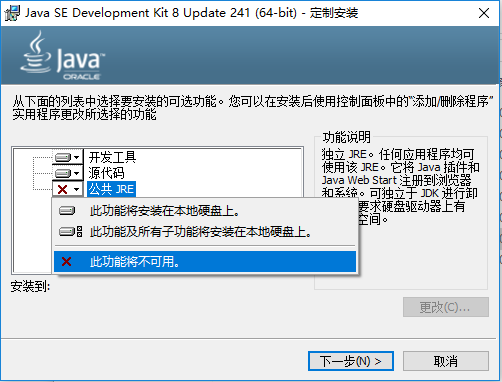 Java SE Development Kit 8 Update 241 (64-bit) - 定制安装
Java
ORACLE
从下面的列表中选择要安装的可选功能。您可以在安装后使用控制面板中的“添加/删除程序”
实用程序更改所选择的功能
开发工具
源代码
公共 JRE
此功能将安装在本地硬盘上。
此功能及所有子功能将安装在本地硬盘上。
此功能将不可用。
功能说明
独立 JRE。任何应用程序均可
使用该 JRE。它将 Java 插件和
Java Web Start 注册到浏览器
和系统。可独立于 JDK 进行卸
要求硬盘驱动器上有
空间。
安装到:
更改(C)...
下一步(N) >
取消